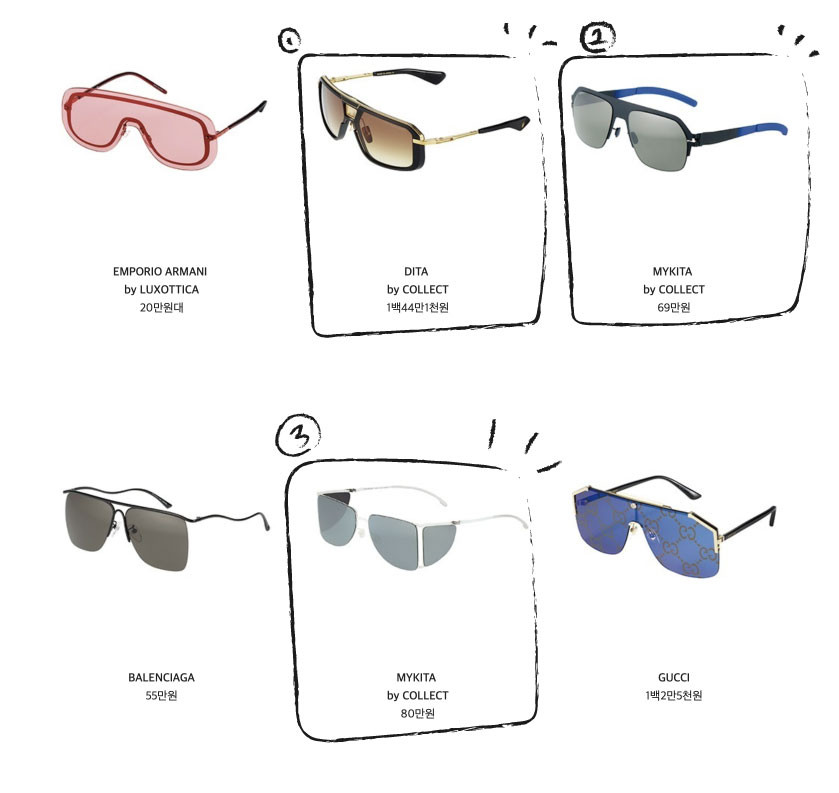 1
2
EMPORIO ARMANI
by LUXOTTICA
20만원대
DITA
by COLLECT
1백44만1천원
MYKITA
by COLLECT
69만원
3
BALENCIAGA
55만원
MYKITA
by COLLECT
80만원
GUCCI
1백2만5천원